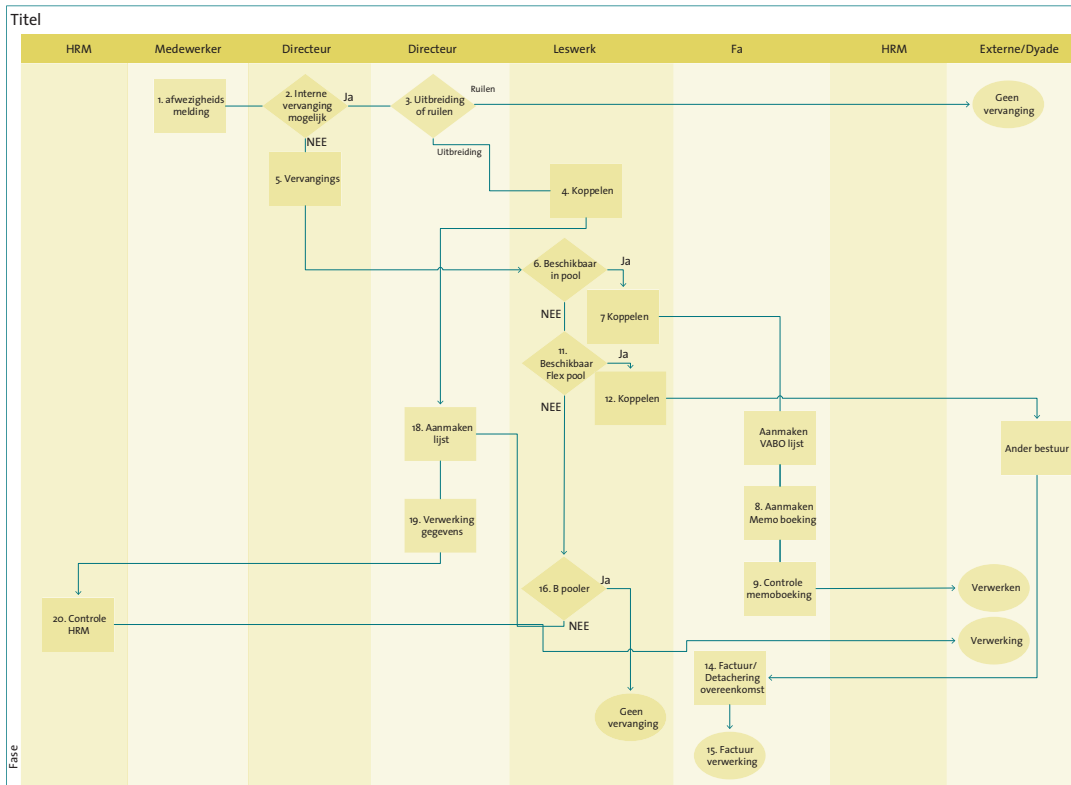 Titel
HRM
Medewerker
Directeur
Directeur
Leswerk
Fa
HRM
Externe/Dyade
1. afwezigheids
melding
2. Interne
vervanging
mogelijk
Ja
3. Uitbreiding
of ruilen
Ruilen
Geen
vervanging
NEE
Uitbreiding
5. Vervangings
4. Koppelen
6. Beschikbaar
in pool
Ja
NEE
7 Koppelen
11.
Beschikbaar
Flex pool
Ja
NEE
12. Koppelen
18. Aanmaken
lijst
Aanmaken
VABO lijst
Ander bestuur
19. Verwerking
gegevens
8. Aanmaken
Memo boeking
16. B pooler
Ja
NEE
9. Controle
memoboeking
Verwerken
20. Controle
HRM
Verwerking
14. Factuur/
Detachering
overeenkomst
Geen
vervanging
15. Factuur
verwerking
Fase